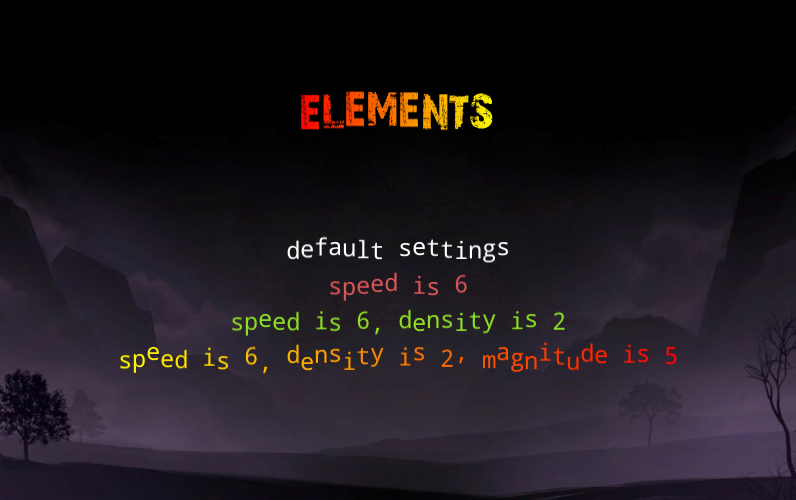 ELEMENTS
default settings
speed is 6
speed is 6, density is 2
speed is 6, density is 2, magnitude is 5